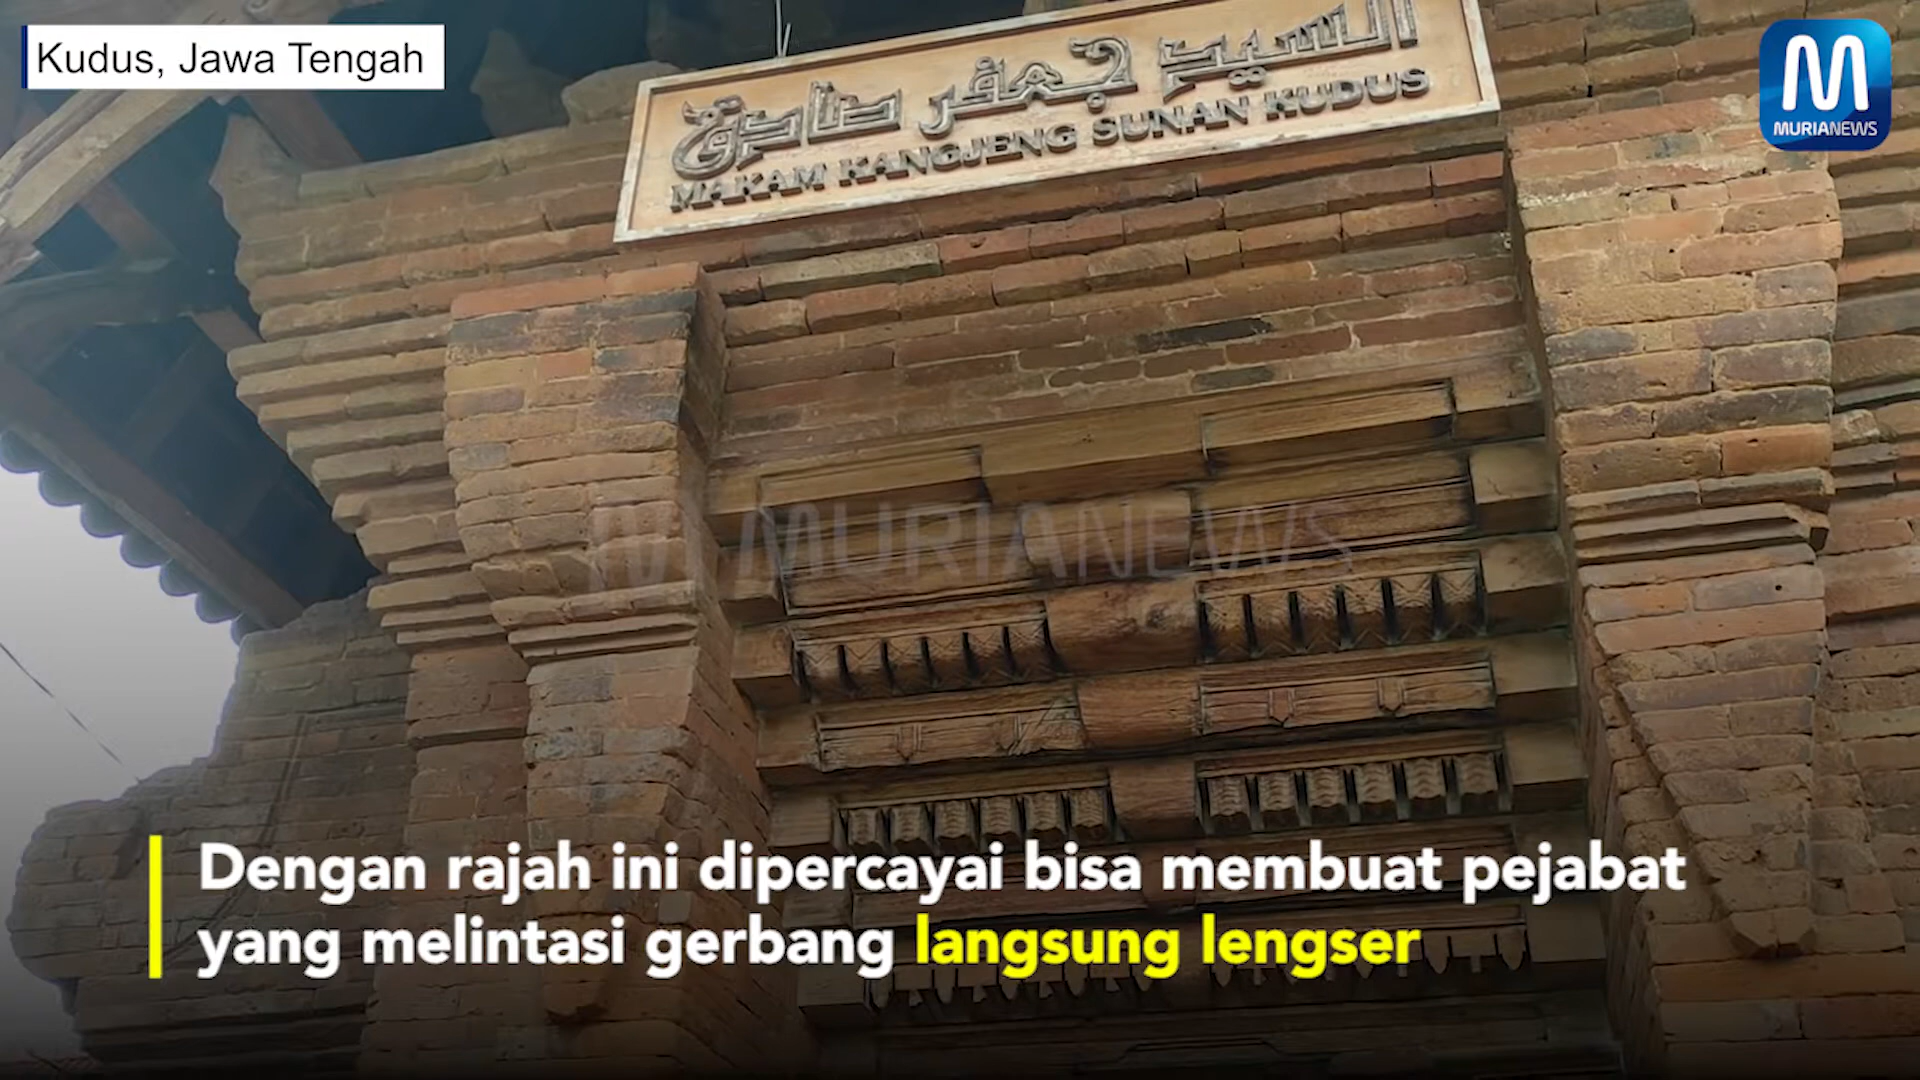 Kudus, Jawa Tengah
M
MURIANEWS
السيد جعفر صادق
MAKAM KANGJENG SUNAN KUDUS
MURIANEWS
Dengan rajah ini dipercayai bisa membuat pejabat
yang melintasi gerbang langsung lengser